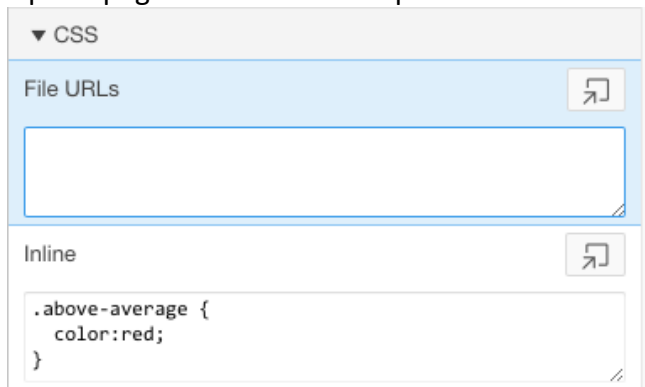 ▼ CSS
File URLs
Inline
.above-average {
  color:red;
}